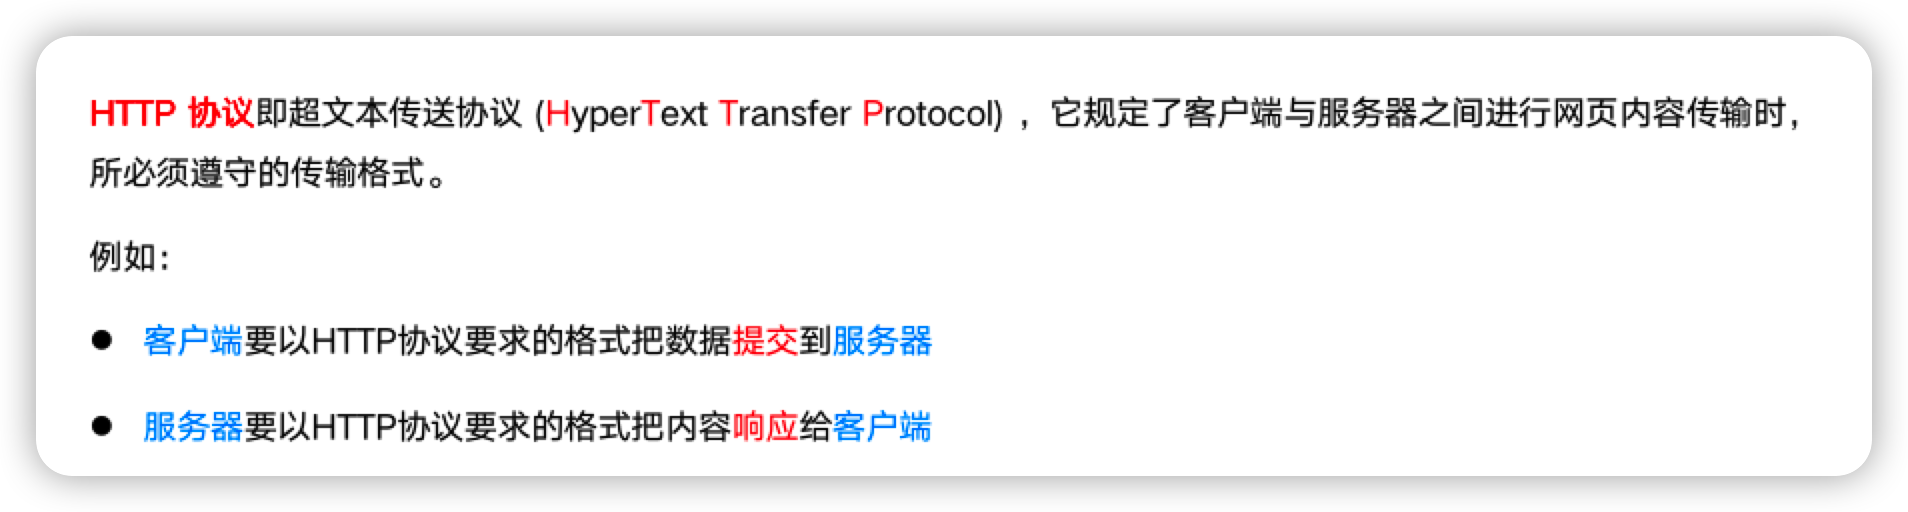 HTTP 协议即超文本传送协议 (HyperText Transfer Protocol) ，它规定了客户端与服务器之间进行网页内容传输时，
所必须遵守的传输格式。
例如：
● 客户端要以HTTP协议要求的格式把数据提交到服务器
● 服务器要以HTTP协议要求的格式把内容响应给客户端